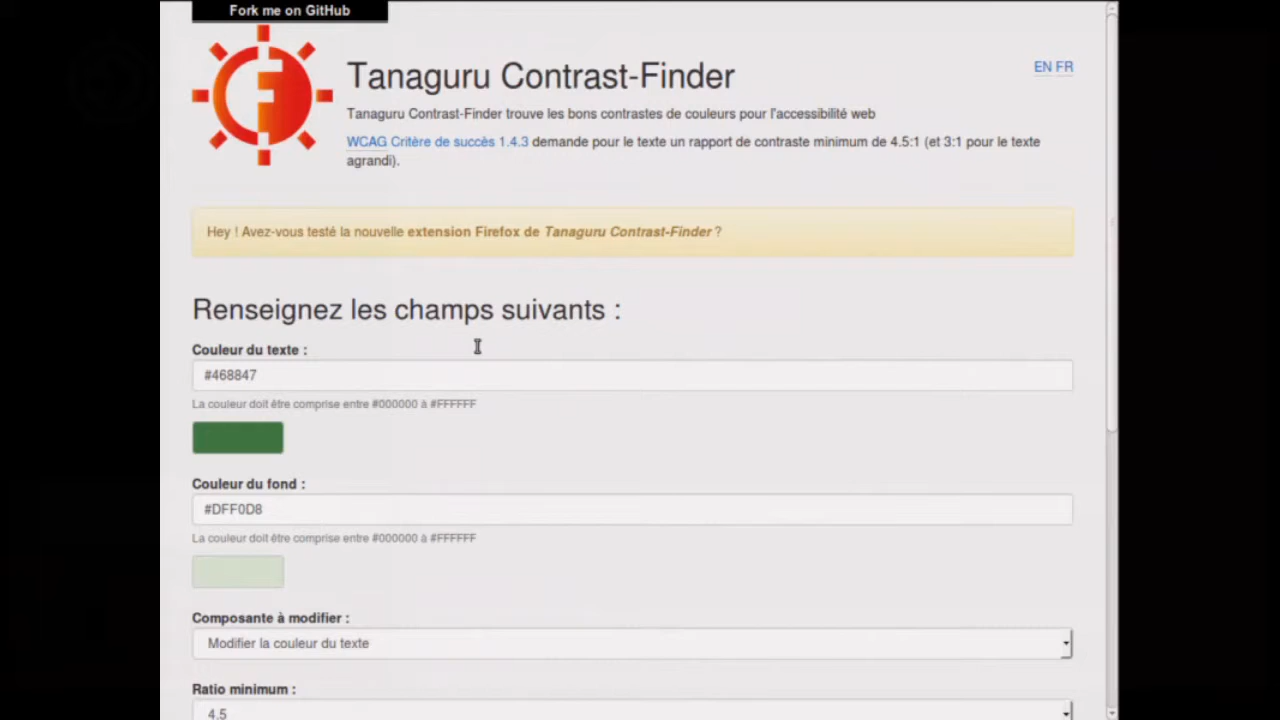 Fork me on GitHub
Tanaguru Contrast-Finder
EN FR
Tanaguru Contrast-Finder trouve les bons contrastes de couleurs pour l'accessibilité web
WCAG Critère de succès 1.4.3 demande pour le texte un rapport de contraste minimum de 4.5:1 (et 3:1 pour le texte
agrandi).
Hey ! Avez-vous testé la nouvelle extension Firefox de Tanaguru Contrast-Finder ?
Renseignez les champs suivants :
Couleur du texte :
#468847
La couleur doit être comprise entre #000000 à #FFFFFF
Couleur du fond :
#DFF0D8
La couleur doit être comprise entre #000000 à #FFFFFF
Composante à modifier :
Modifier la couleur du texte
Ratio minimum :
4.5